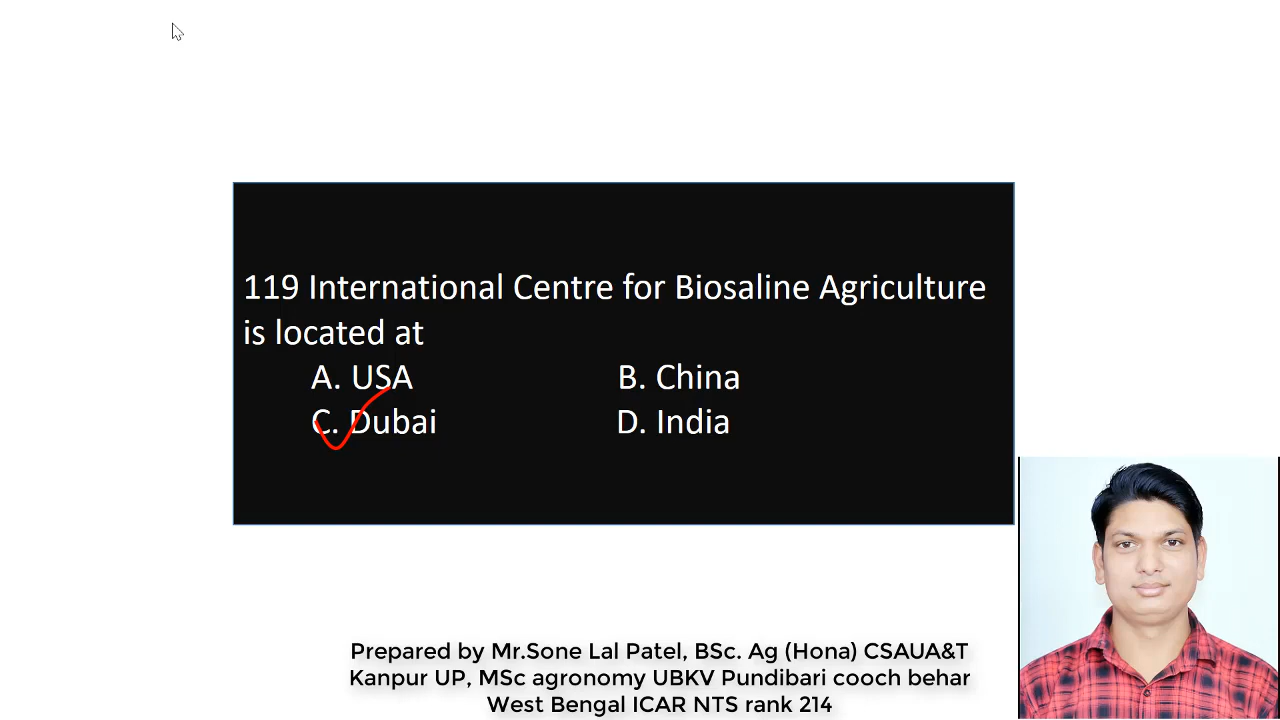 119 International Centre for Biosaline Agriculture
is located at
A. USA B. China
C. Dubai D. India
Prepared by Mr.Sone Lal Patel, BSc. Ag (Hona) CSAUA&T
Kanpur UP, MSc agronomy UBKV Pundibari cooch behar
West Bengal ICAR NTS rank 214